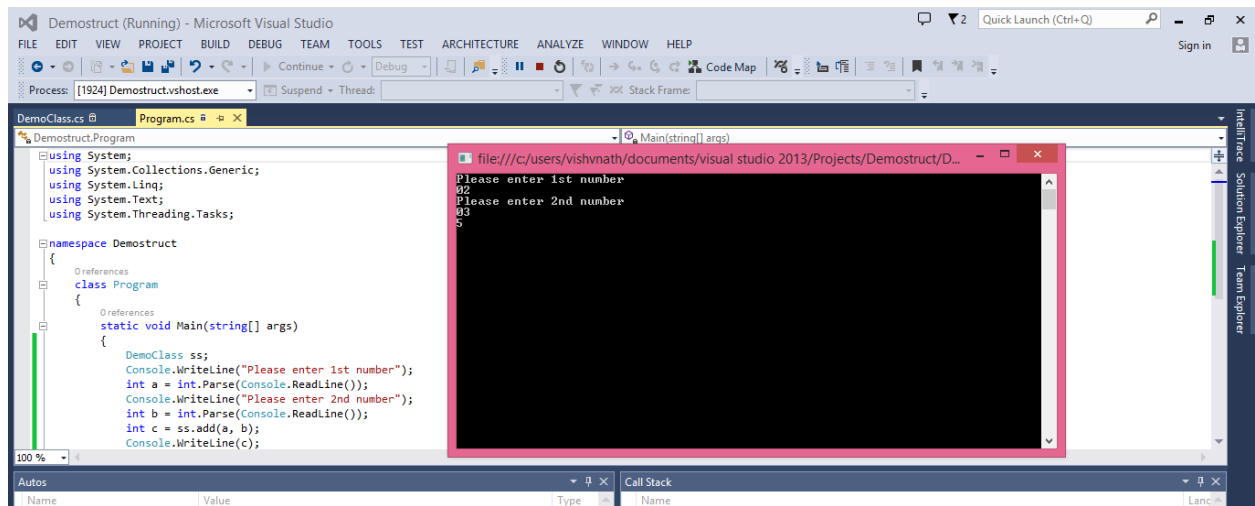 Demostruct (Running) - Microsoft Visual Studio
2
Quick Launch (Ctrl+Q)
FILE EDIT VIEW PROJECT BUILD DEBUG TEAM TOOLS TEST ARCHITECTURE ANALYZE WINDOW HELP
Sign in
Continue
Debug
Code Map
Process: [1924] Demostruct.vshost.exe
Suspend
Thread:
Stack Frame:
DemoClass.cs
Program.cs
Demostruct.Program
Main(string[] args)
using System;
using System.Collections.Generic;
using System.Linq;
using System.Text;
using System.Threading.Tasks;
namespace Demostruct
{
0 references
class Program
{
0 references
static void Main(string[] args)
{
DemoClass ss;
Console.WriteLine("Please enter 1st number");
int a = int.Parse(Console.ReadLine());
Console.WriteLine("Please enter 2nd number");
int b = int.Parse(Console.ReadLine());
int c = ss.add(a, b);
Console.WriteLine(c);
file:///c:/users/vishvnath/documents/visual studio 2013/Projects/Demostruct/D...
Please enter 1st number
02
Please enter 2nd number
03
5
IntelliTrace
Solution Explorer
Team Explorer
100 %
Autos
Name Value Type
Call Stack
Name Lang